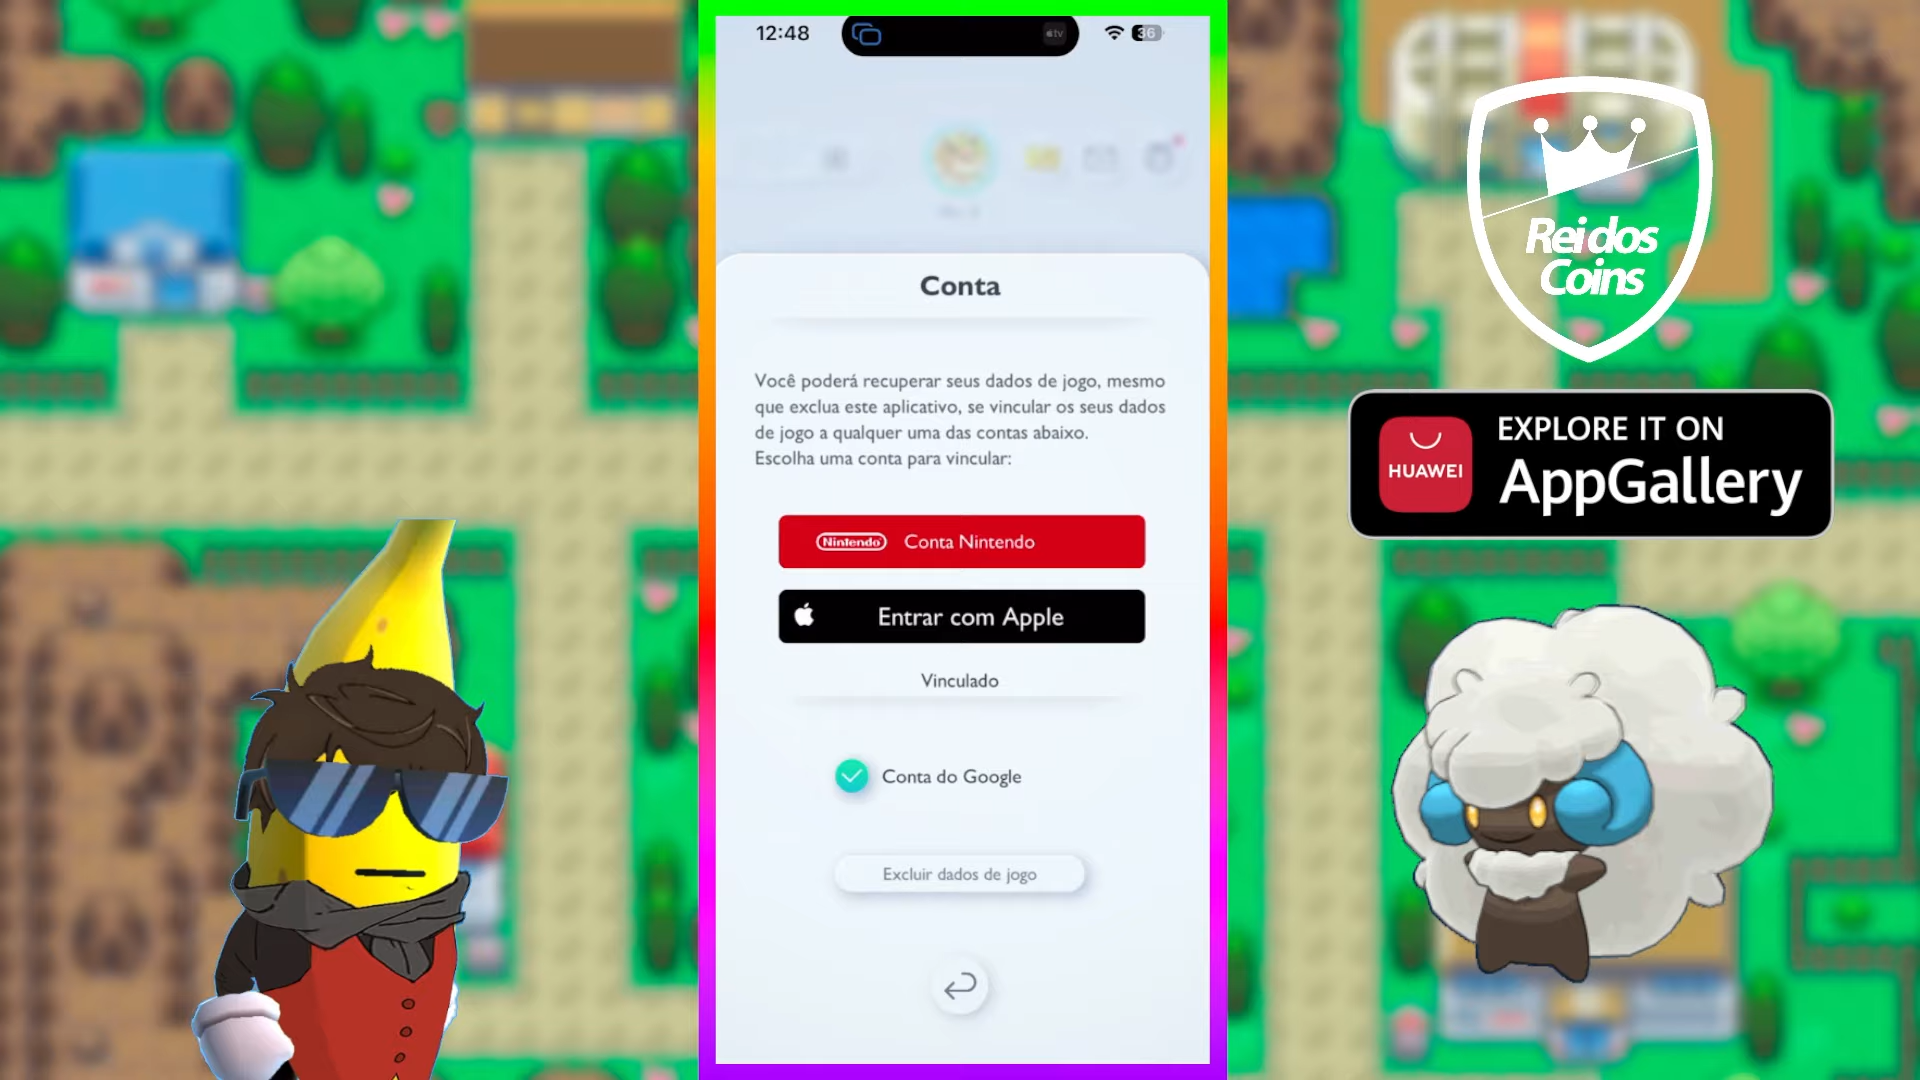 12:48
tv
36
Conta
Você poderá recuperar seus dados de jogo, mesmo
que exclua este aplicativo, se vincular os seus dados
de jogo a qualquer uma das contas abaixo.
Escolha uma conta para vincular:
Nintendo Conta Nintendo
Entrar com Apple
Vinculado
Conta do Google
Excluir dados de jogo
Rei dos
Coins
HUAWEI
EXPLORE IT ON
AppGallery